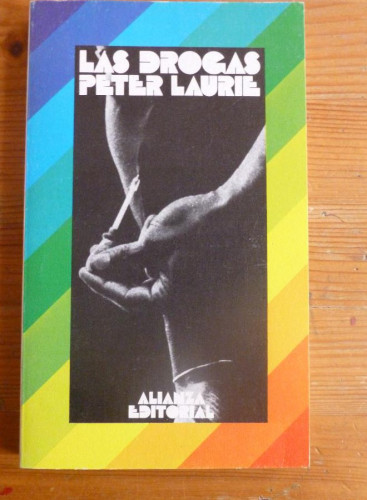 LAS DROGAS
PETER LAURIE
ALIANZA
EDITORIAL